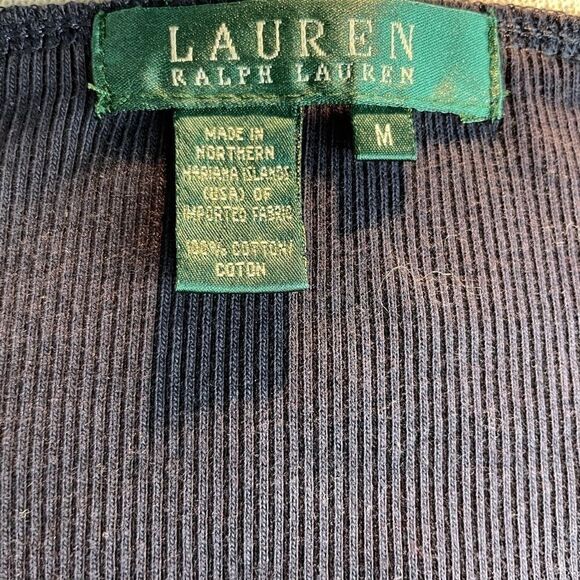 LAUREN
RALPH LAUREN
M
MADE IN
NORTHERN
MARIANA ISLANDS
(USA) OF
IMPORTED FABRIC
100% COTTON/
COTON